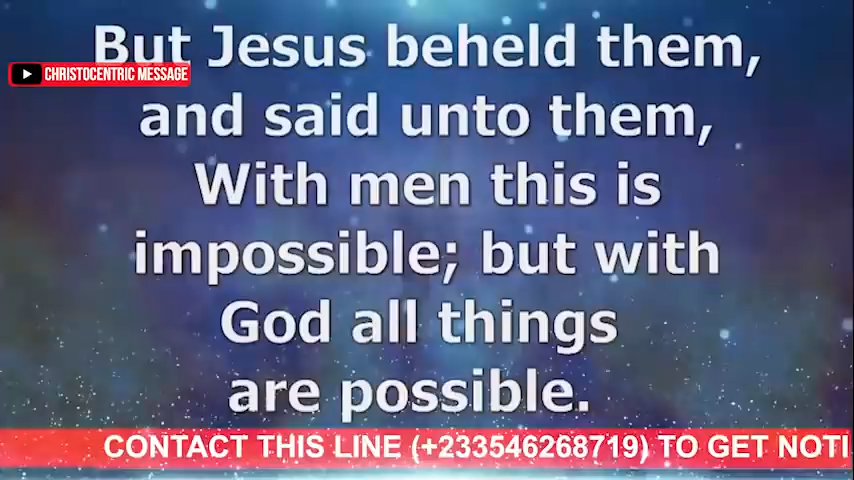 But Jesus beheld them,
CHRISTOCENTRIC MESSAGE
and said unto them,
With men this is
impossible; but with
God all things
are possible.
CONTACT THIS LINE (+233546268719) TO GET NOTI